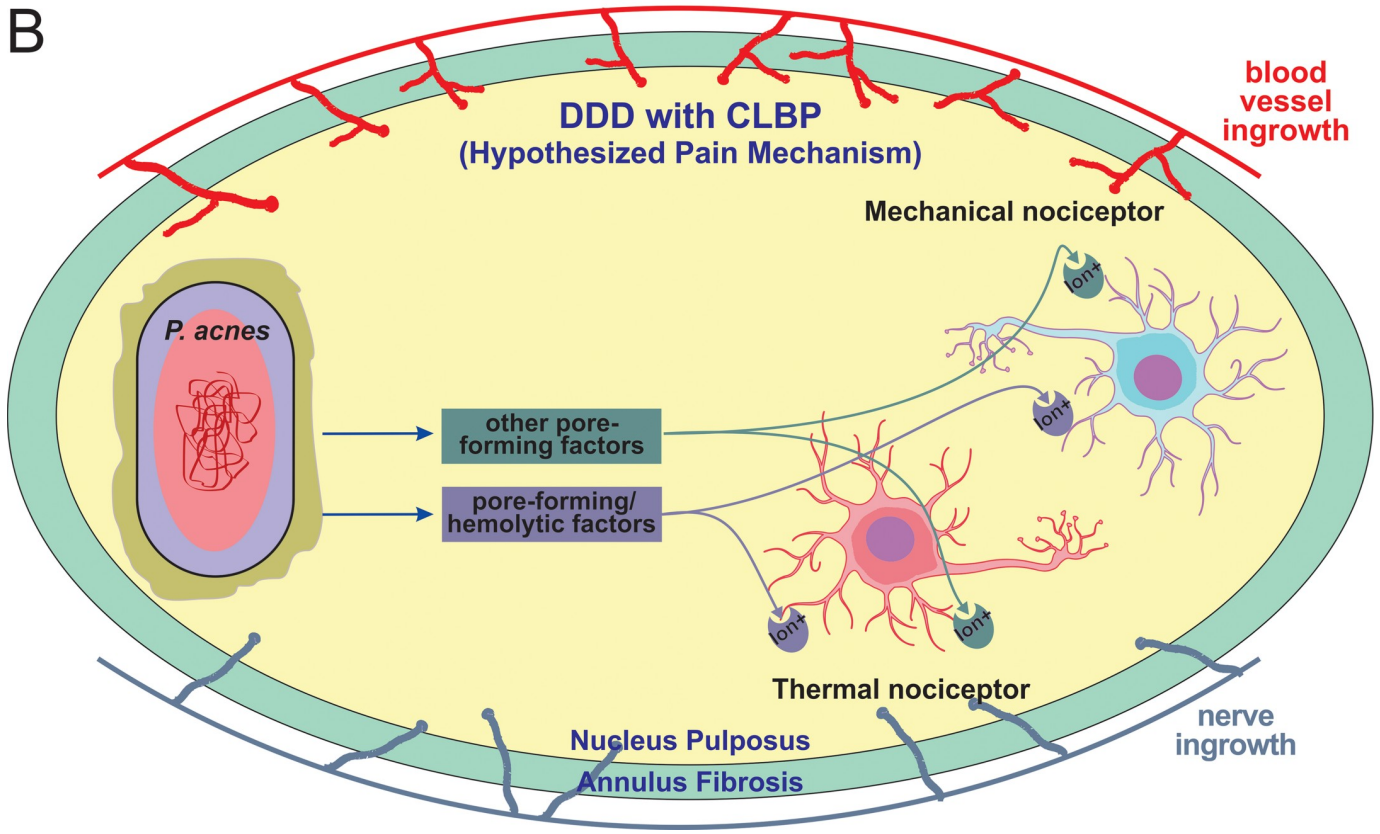 B
DDD with CLBP
(Hypothesized Pain Mechanism)
blood
vessel
ingrowth
Mechanical nociceptor
Ion+
P. acnes
Ion+
other pore-
forming factors
pore-forming/
hemolytic factors
Ion+
Ion+
Thermal nociceptor
nerve
ingrowth
Nucleus Pulposus
Annulus Fibrosis